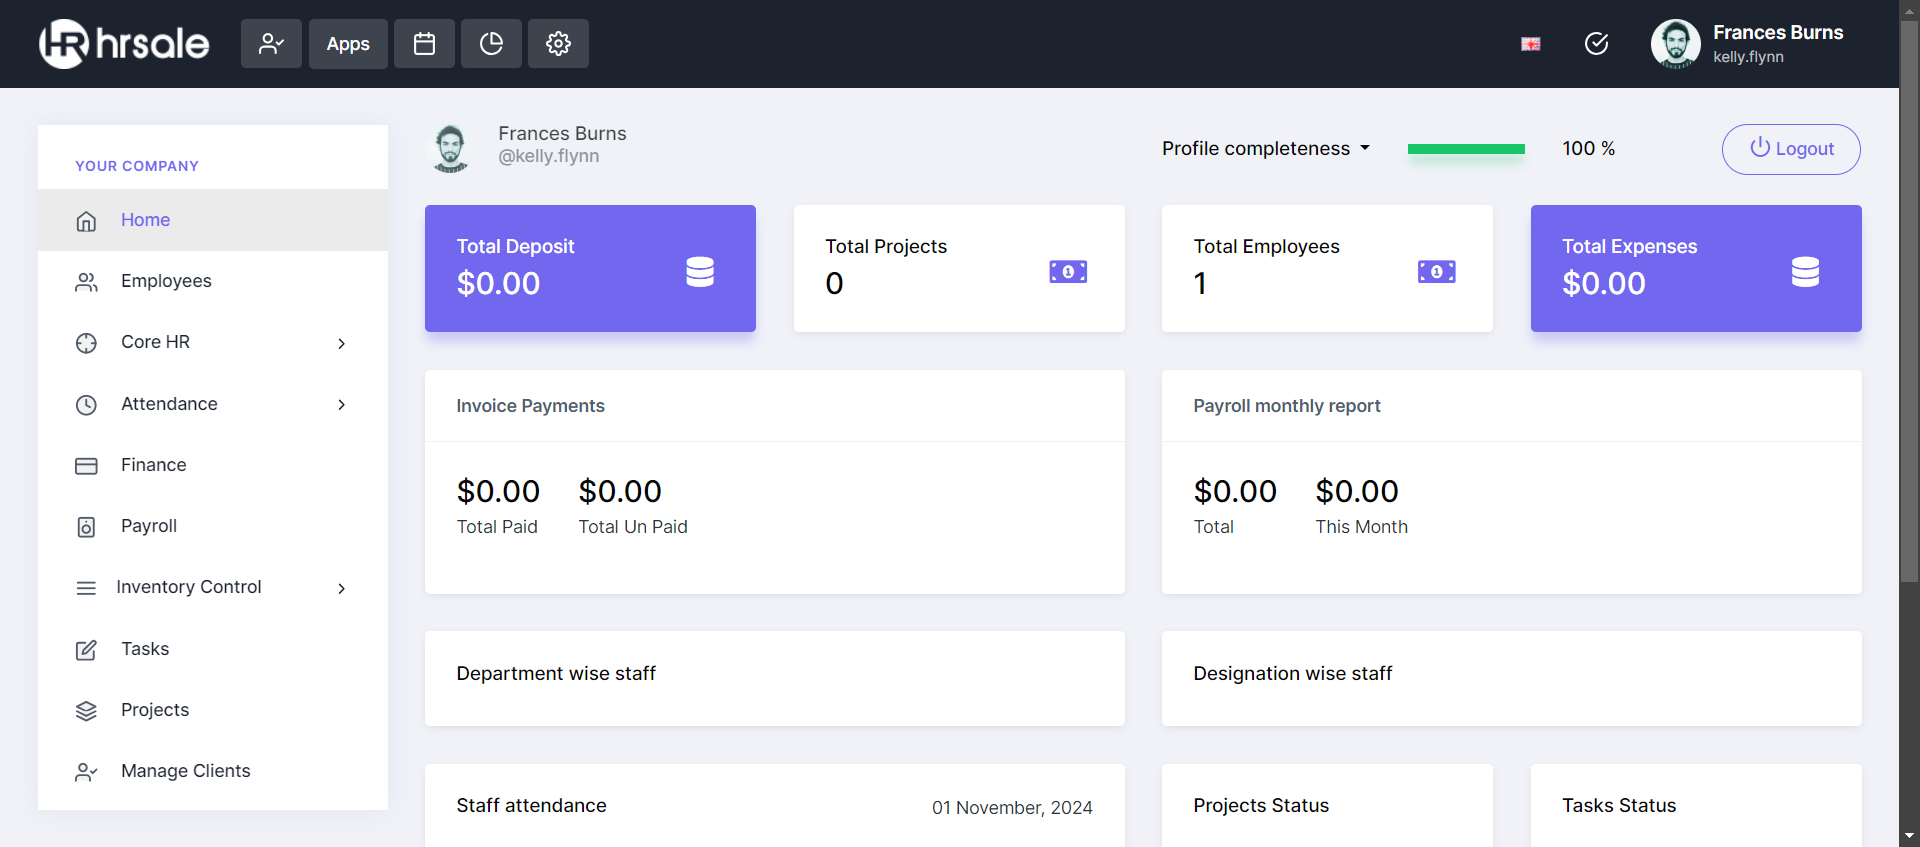 HR hrsale
Apps
Frances Burns
kelly.flynn
YOUR COMPANY
Home
Employees
Core HR
Attendance
Finance
Payroll
Inventory Control
Tasks
Projects
Manage Clients
Frances Burns
@kelly.flynn
Profile completeness
100 %
Logout
Total Deposit
$0.00
Total Projects
0
Total Employees
1
Total Expenses
$0.00
Invoice Payments
$0.00 $0.00
Total Paid Total Un Paid
Payroll monthly report
$0.00 $0.00
Total This Month
Department wise staff
Designation wise staff
Staff attendance
01 November, 2024
Projects Status
Tasks Status